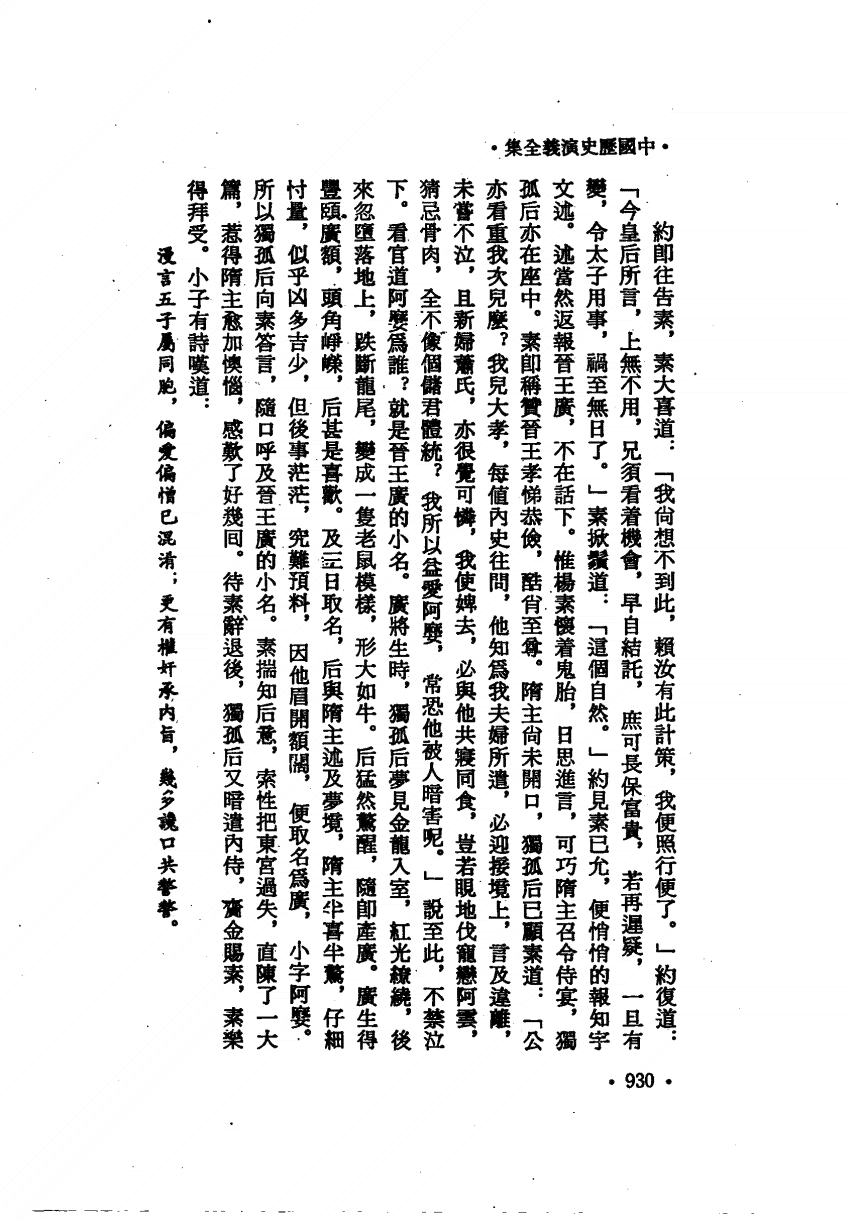 •集全義演史歷國中•
約卽往告素，素大喜道：「我尙想不到此，賴汝有此計策，我便照行便了。」約復道：
「今皇后所言，上無不用，兄須看着機會，早自結託，庶可長保富貴，若再遲疑，一旦有
變，令太子用事，禍至無日了。」素掀鬚道：「這個自然。」約見素已允，便悄悄的報知宇
文述。述當然返報晉王廣，不在話下。惟楊素懷着鬼胎，日思進言，可巧隋主召令侍宴，獨
孤后亦在座中。素卽稱贊晉王孝悌恭儉，酷肖至尊。隋主尙未開口，獨孤后已顧素道：「公
亦看重我次兒麼？我兒大孝，每値內史往問，他知爲我夫婦所遣，必迎接境上，言及違離，
未嘗不泣，且新婦蕭氏，亦很覺可憐，我使婢去，必與他共寢同食，豈若睍地伐寵戀阿雲，
猜忌骨肉，全不像個儲君體統？我所以益愛阿㜷，常恐他被人暗害呢。」說至此，不禁泣
下。看官道阿㜷爲誰？就是晉王廣的小名。廣將生時，獨孤后夢見金龍入室，紅光繚繞，後
來忽墮落地上，跌斷龍尾，變成一隻老鼠模樣，形大如牛。后猛然驚醒，隨卽產廣。廣生得
豐頤廣額，頭角崢嶸，后甚是喜歡。及三日取名，后與隋主述及夢境，隋主半喜半驚，仔細
忖量，似乎凶多吉少，但後事茫茫，究難預料，因他眉開額闊，便取名爲廣，小字阿㜷。
所以獨孤后向素答言，隨口呼及晉王廣的小名。素揣知后意，索性把東宮過失，直陳了一大
篇，惹得隋主愈加懊惱，感歎了好幾囘。待素辭退後，獨孤后又暗遣內侍，齎金賜素，素樂
得拜受。小子有詩嘆道：
漫言五子屬同胞，偏愛偏憎已混淆；更有權奸承內旨，幾多讒口共謷謷。
•930•